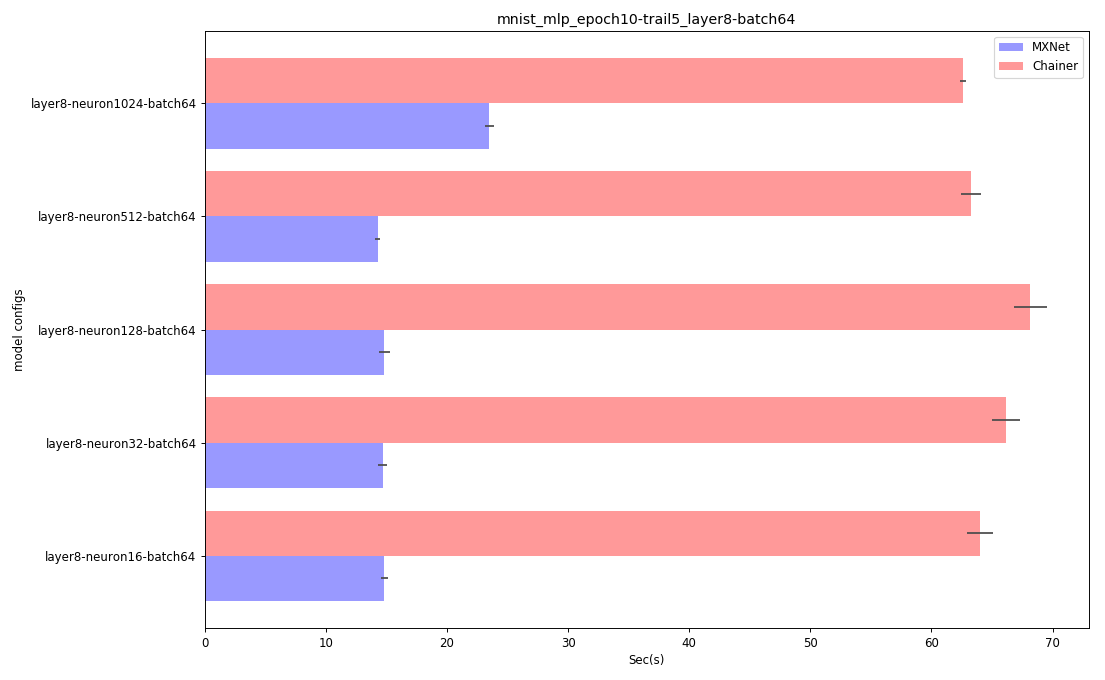 mnist_mlp_epoch10-trail5_layer8-batch64
MXNet
Chainer
layer8-neuron1024-batch64
layer8-neuron512-batch64
layer8-neuron128-batch64
layer8-neuron32-batch64
layer8-neuron16-batch64
model configs
0 10 20 30 40 50 60 70
Sec(s)